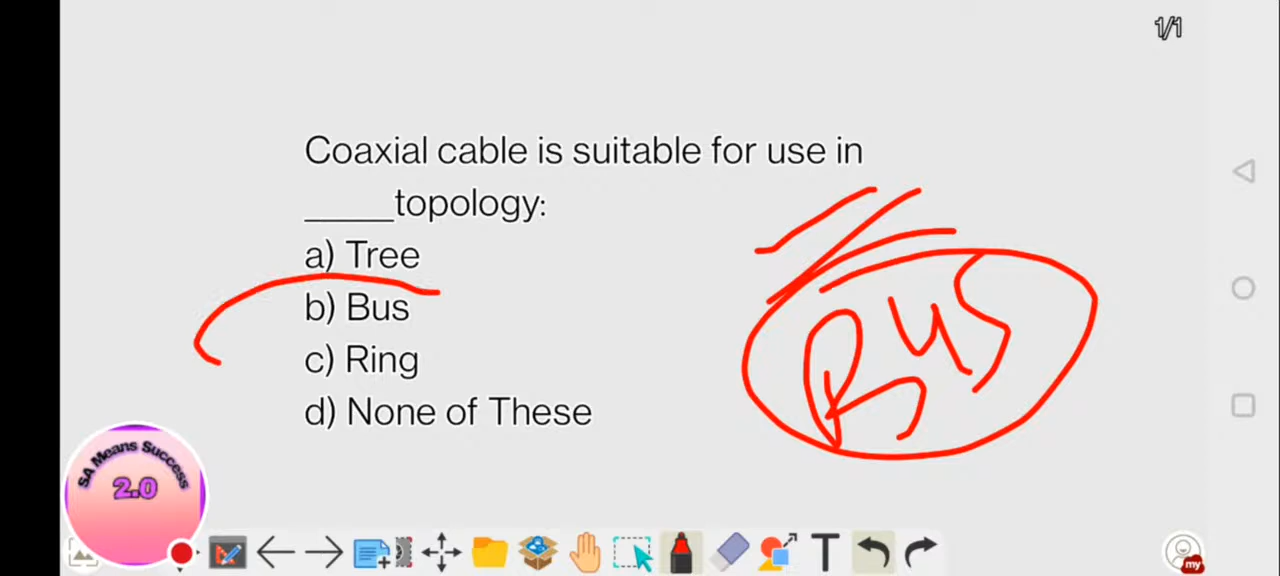 1/1
Coaxial cable is suitable for use in
_____topology:
a) Tree
b) Bus
c) Ring
d) None of These
BUS
SA Means Success
2.0
T
my